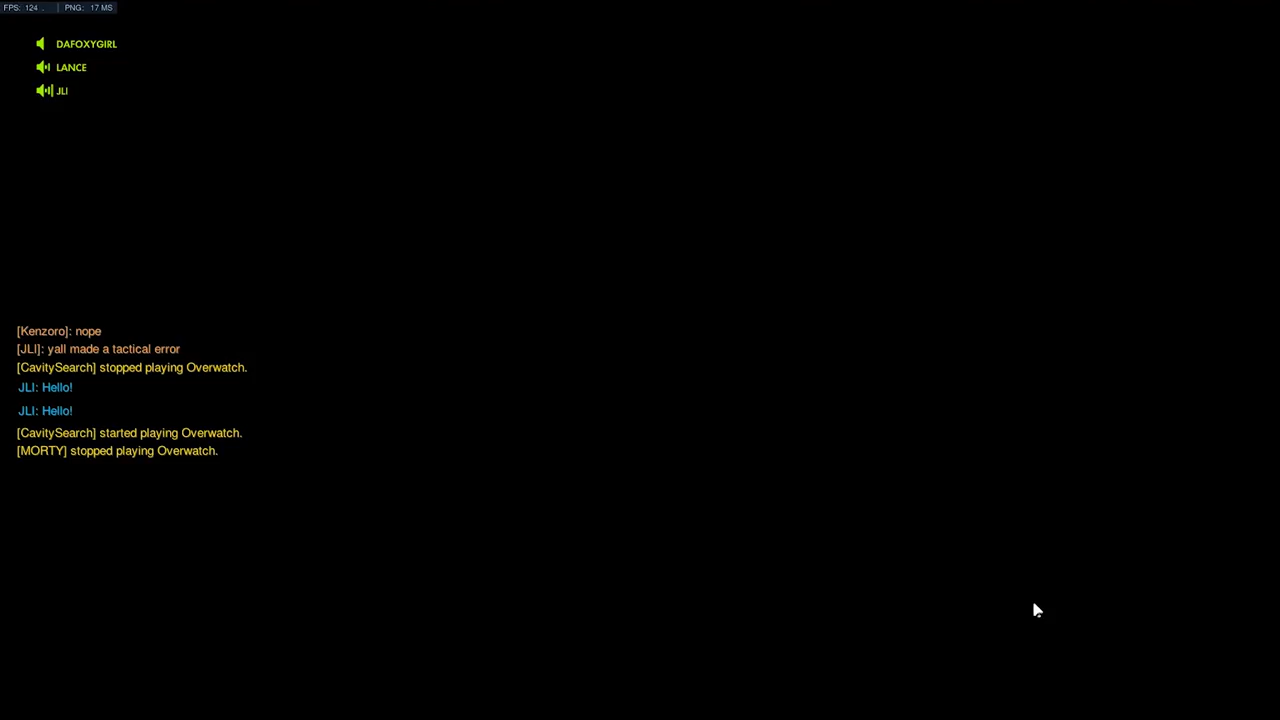 FPS: 124 . | PNG: 17 MS
DAFOXYGIRL
LANCE
JLI
[Kenzoro]: nope
[JLI]: yall made a tactical error
[CavitySearch] stopped playing Overwatch.
JLI: Hello!
JLI: Hello!
[CavitySearch] started playing Overwatch.
[MORTY] stopped playing Overwatch.